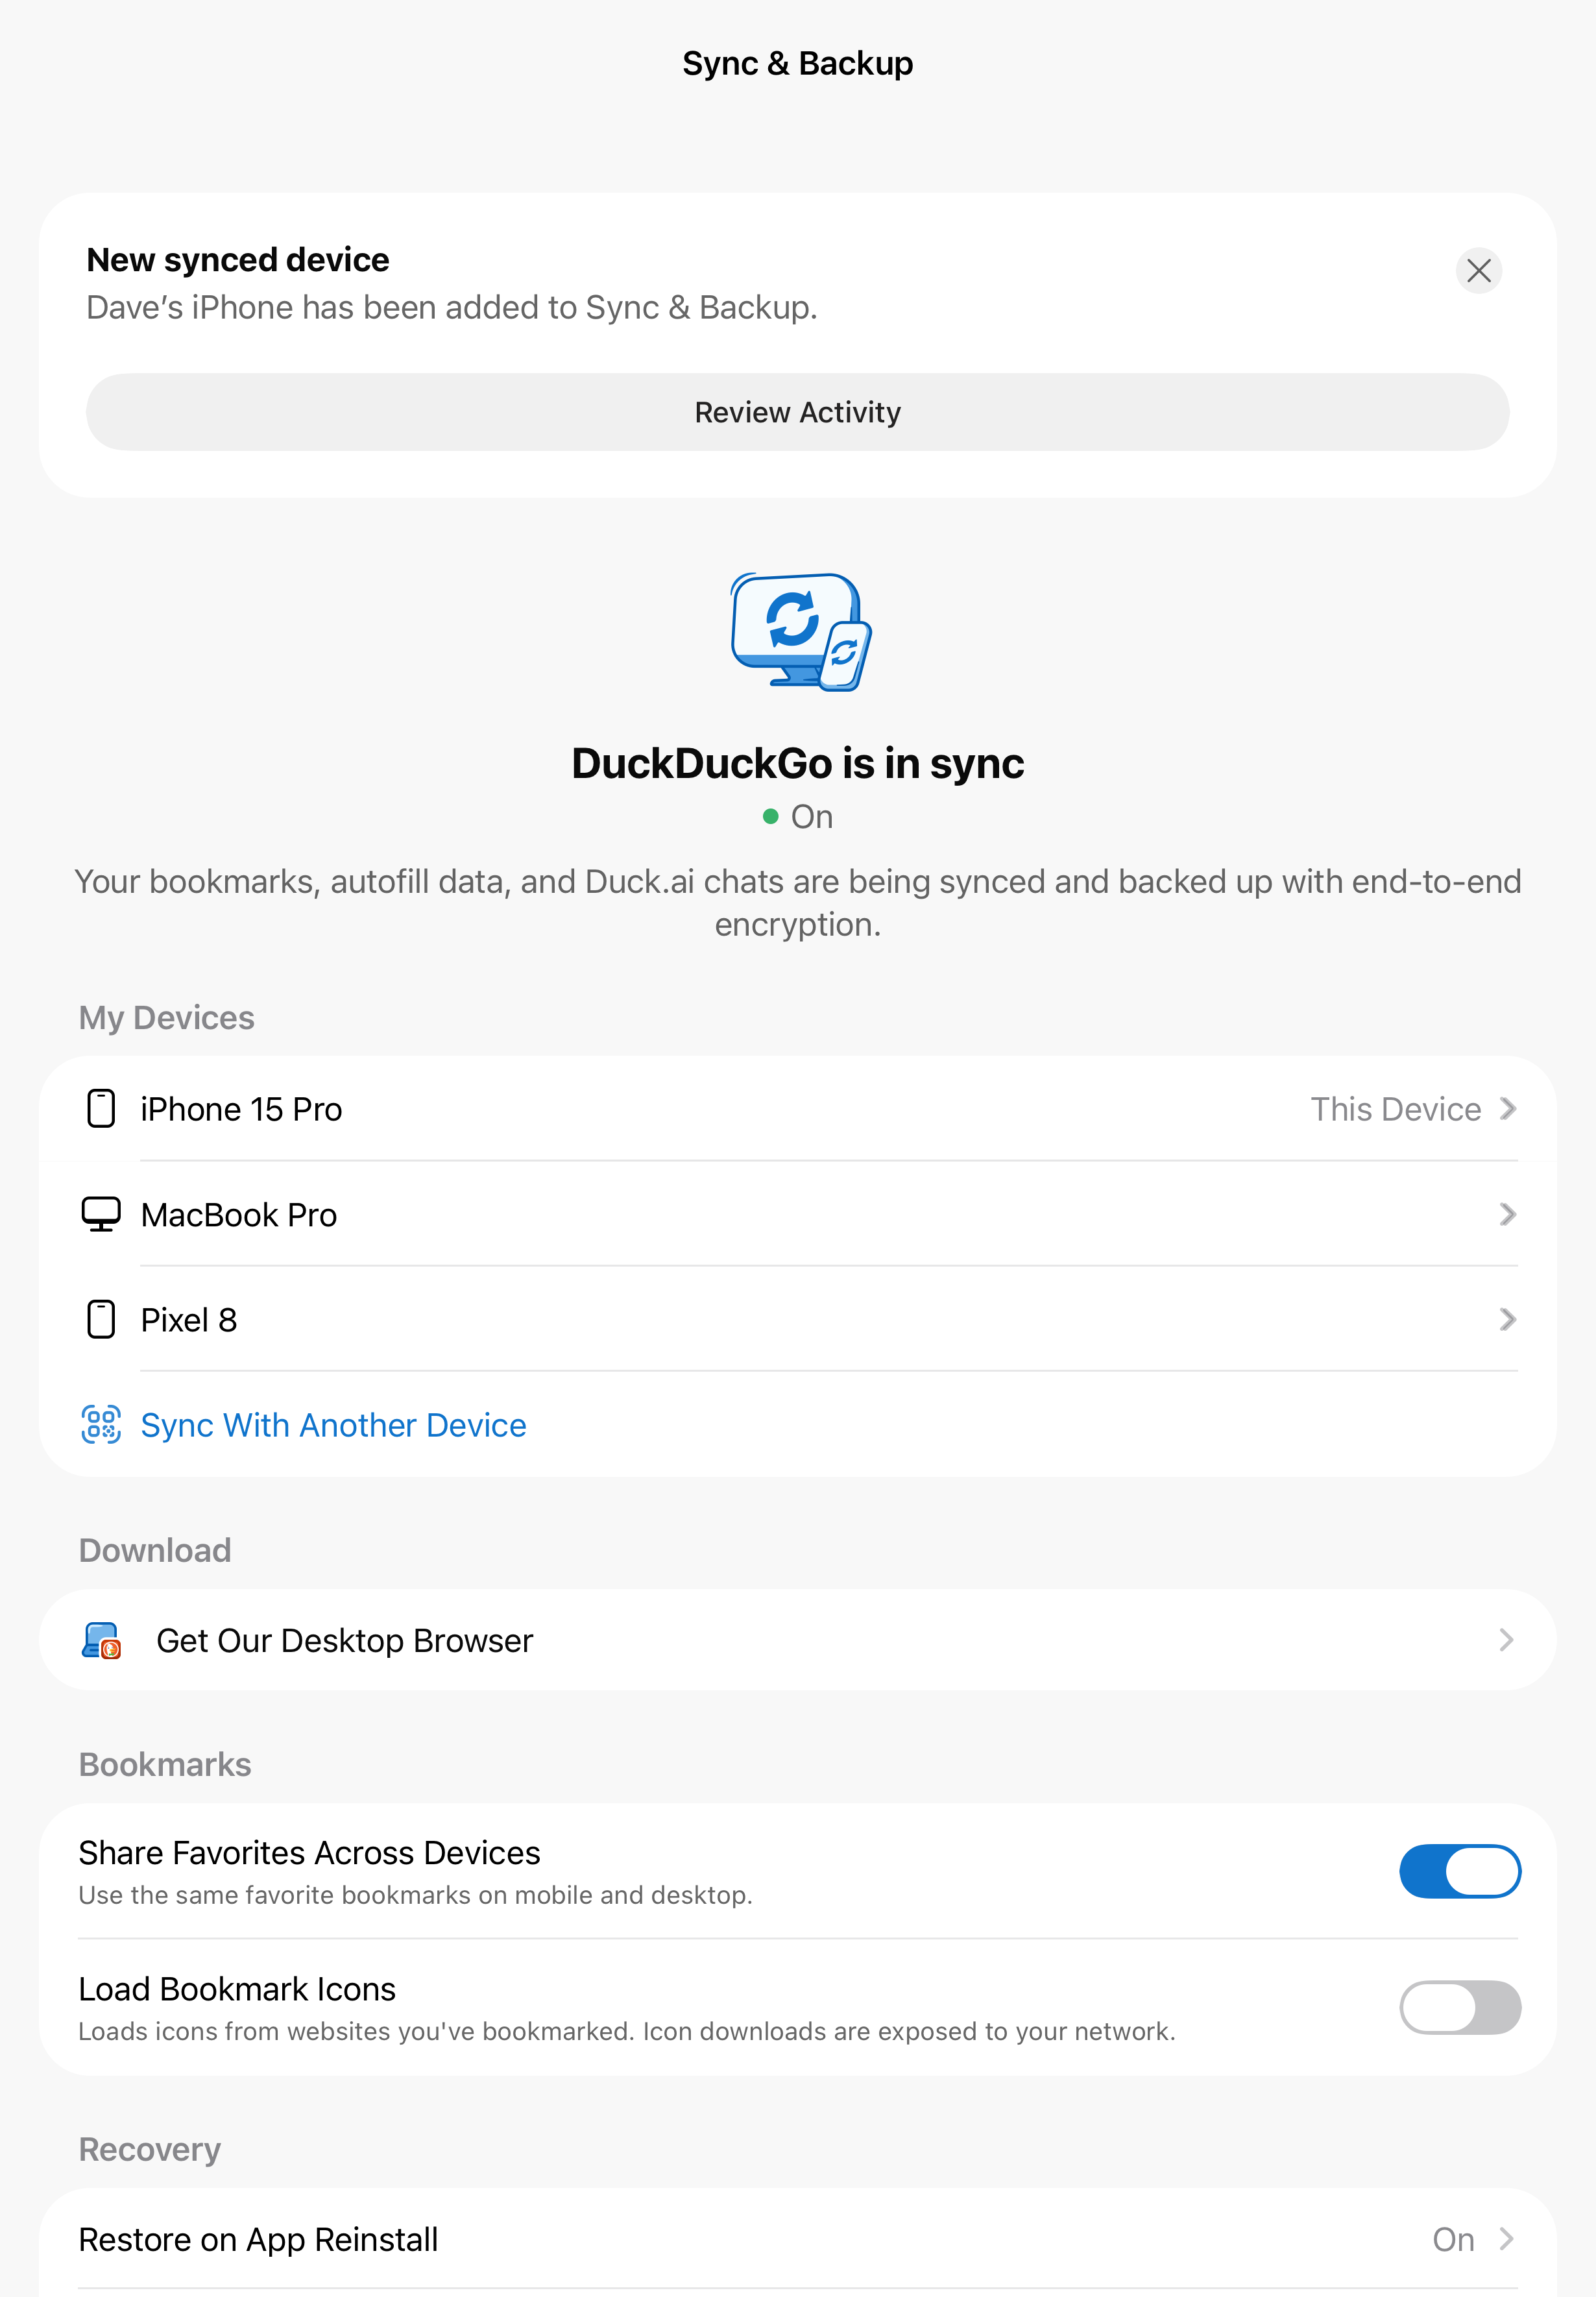 Sync & Backup
New synced device
Dave’s iPhone has been added to Sync & Backup.
Review Activity
DuckDuckGo is in sync
On
Your bookmarks, autofill data, and Duck.ai chats are being synced and backed up with end-to-end
encryption.
My Devices
iPhone 15 Pro
This Device
MacBook Pro
Pixel 8
Sync With Another Device
Download
Get Our Desktop Browser
Bookmarks
Share Favorites Across Devices
Use the same favorite bookmarks on mobile and desktop.
Load Bookmark Icons
Loads icons from websites you've bookmarked. Icon downloads are exposed to your network.
Recovery
Restore on App Reinstall
On